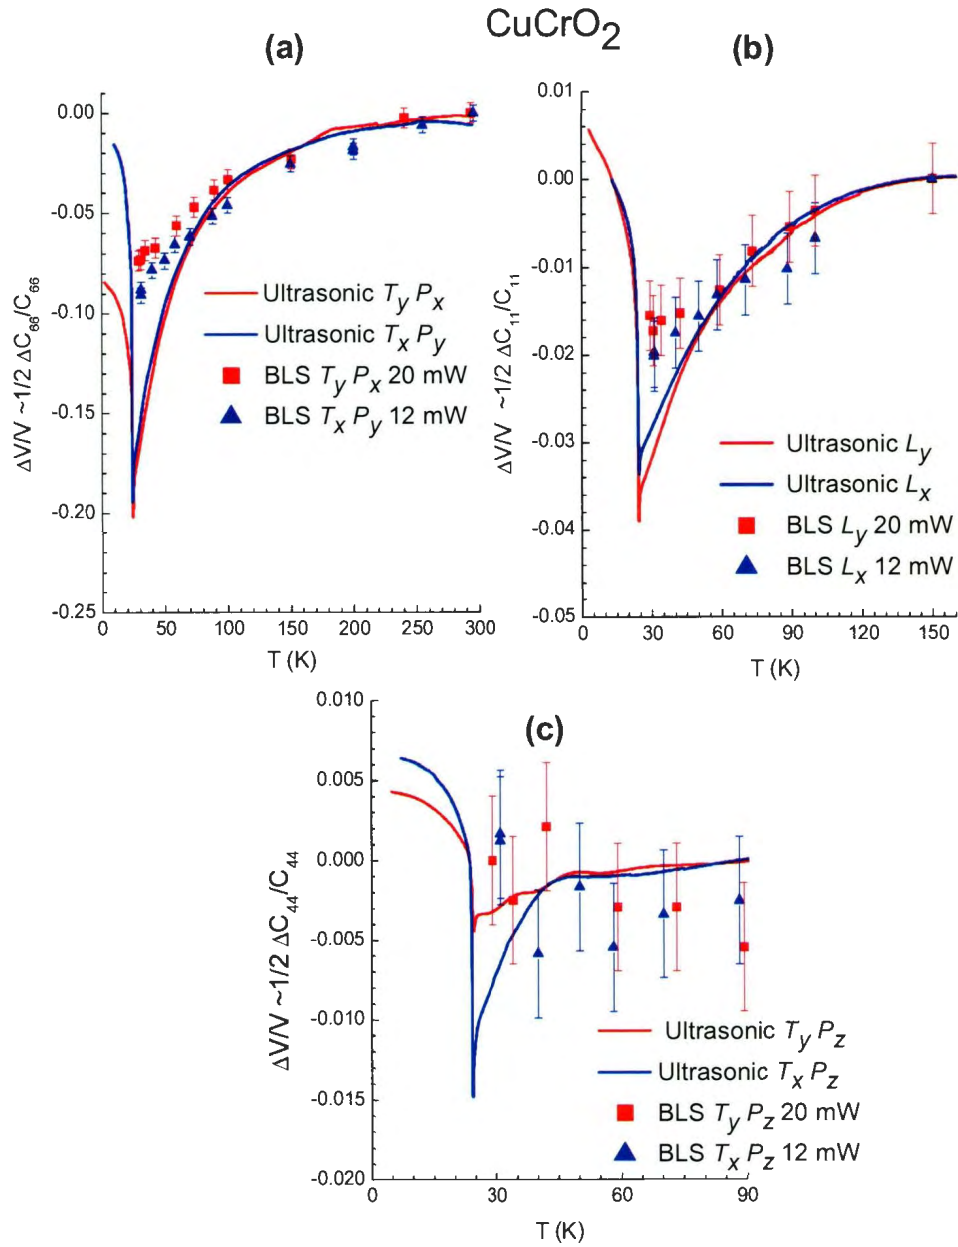 CuCrO2
(a)
0.00
-0.05
-0.10
-0.15
-0.20
-0.25
0 50 100 150 200 250 300
T (K)
ΔV/V ~1/2 ΔC66/C66
Ultrasonic Ty Px
Ultrasonic Tx Py
BLS Ty Px 20 mW
BLS Tx Py 12 mW
(b)
0.01
0.00
-0.01
-0.02
-0.03
-0.04
-0.05
0 30 60 90 120 150
T (K)
ΔV/V ~1/2 ΔC11/C11
Ultrasonic Ly
Ultrasonic Lx
BLS Ly 20 mW
BLS Lx 12 mW
(c)
0.010
0.005
0.000
-0.005
-0.010
-0.015
-0.020
0 30 60 90
T (K)
ΔV/V ~1/2 ΔC44/C44
Ultrasonic Ty Pz
Ultrasonic Tx Pz
BLS Ty Pz 20 mW
BLS Tx Pz 12 mW